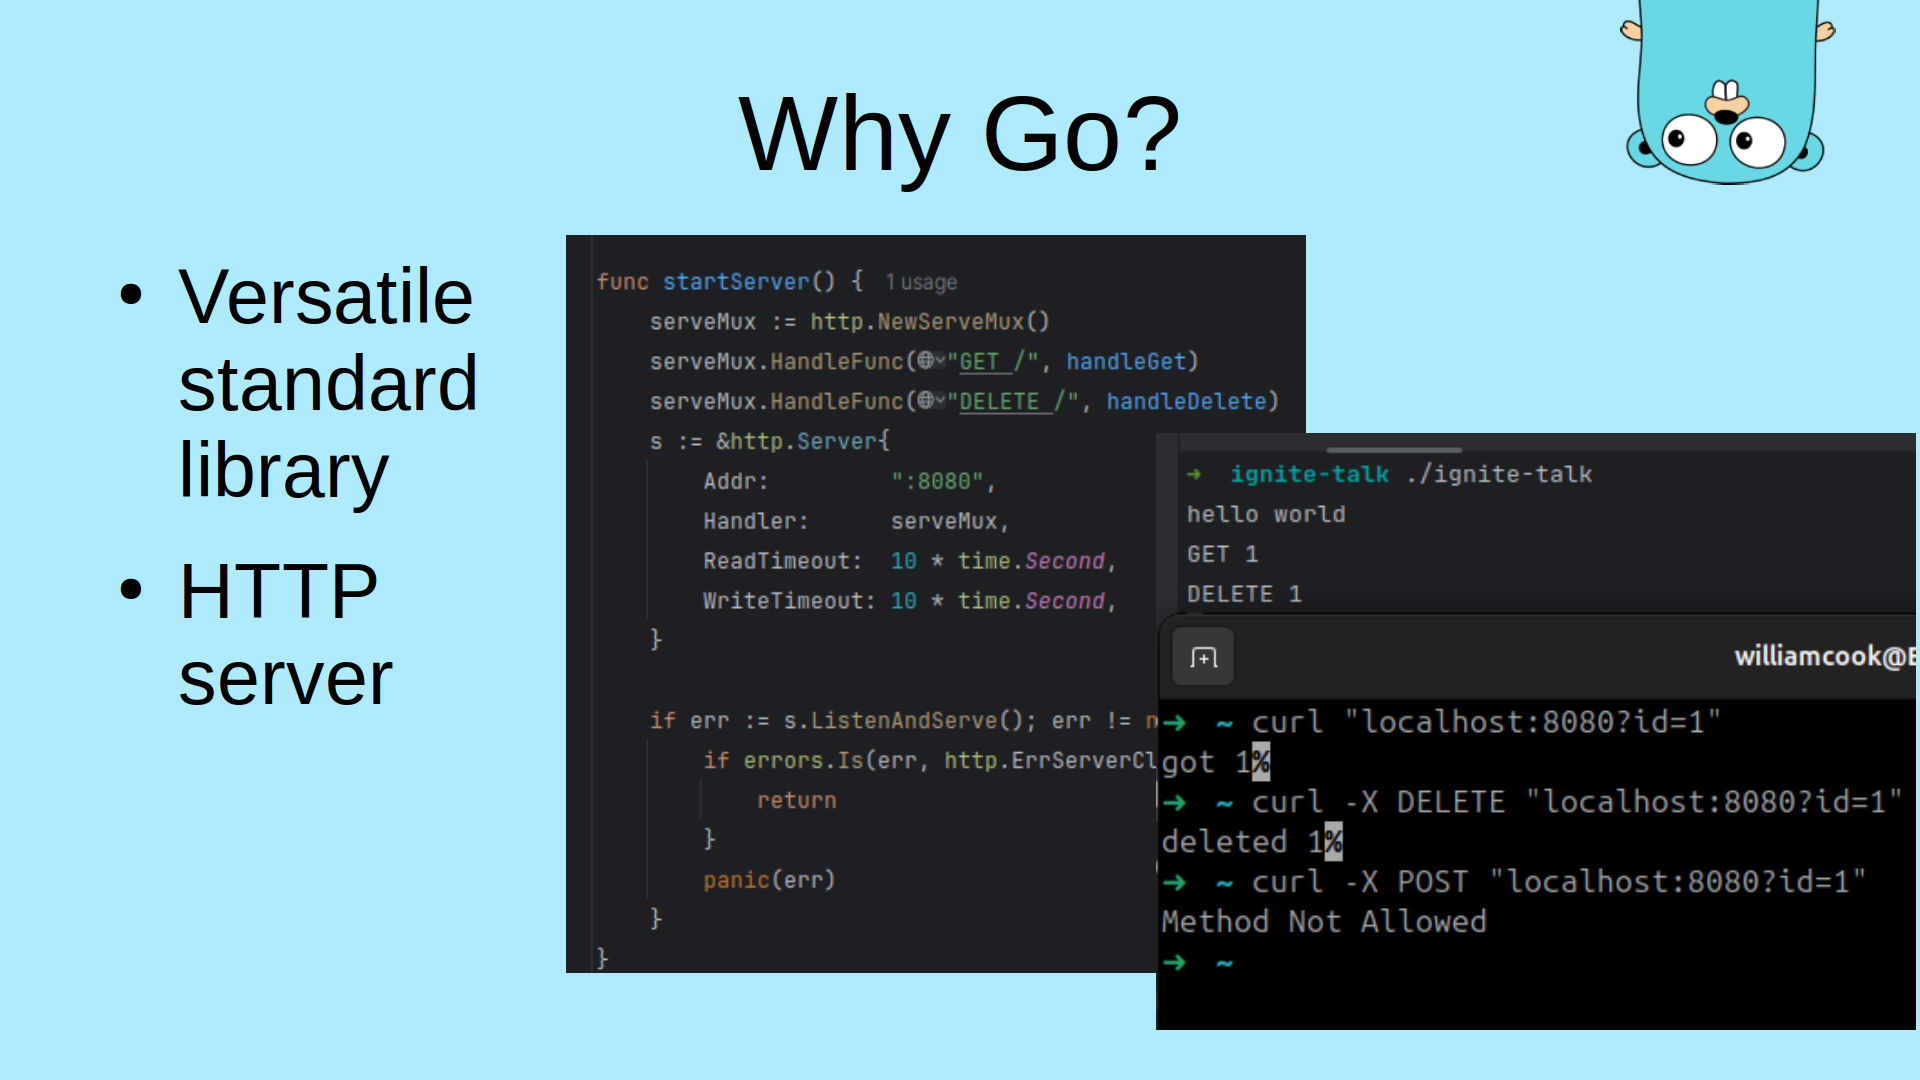 Why Go?
• Versatile
standard
library
• HTTP
server
func startServer() { 1 usage
serveMux := http.NewServeMux()
serveMux.HandleFunc("GET /", handleGet)
serveMux.HandleFunc("DELETE /", handleDelete)
s := &http.Server{
Addr: ":8080",
Handler: serveMux,
ReadTimeout: 10 * time.Second,
WriteTimeout: 10 * time.Second,
}
if err := s.ListenAndServe(); err != n
if errors.Is(err, http.ErrServerCl
return
}
panic(err)
}
}
➜ ignite-talk ./ignite-talk
hello world
GET 1
DELETE 1
williamcook@E
➜ ~ curl "localhost:8080?id=1"
got 1%
➜ ~ curl -X DELETE "localhost:8080?id=1"
deleted 1%
➜ ~ curl -X POST "localhost:8080?id=1"
Method Not Allowed
➜ ~